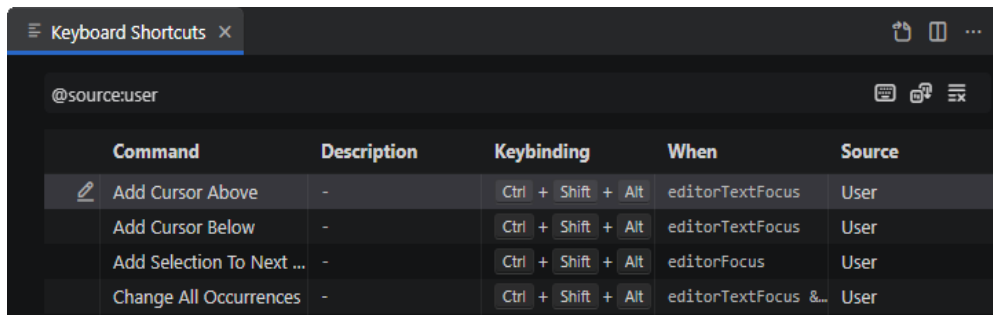 Keyboard Shortcuts
@source:user
Command Description Keybinding When Source
Add Cursor Above - Ctrl + Shift + Alt editorTextFocus User
Add Cursor Below - Ctrl + Shift + Alt editorTextFocus User
Add Selection To Next ... - Ctrl + Shift + Alt editorFocus User
Change All Occurrences - Ctrl + Shift + Alt editorTextFocus &... User